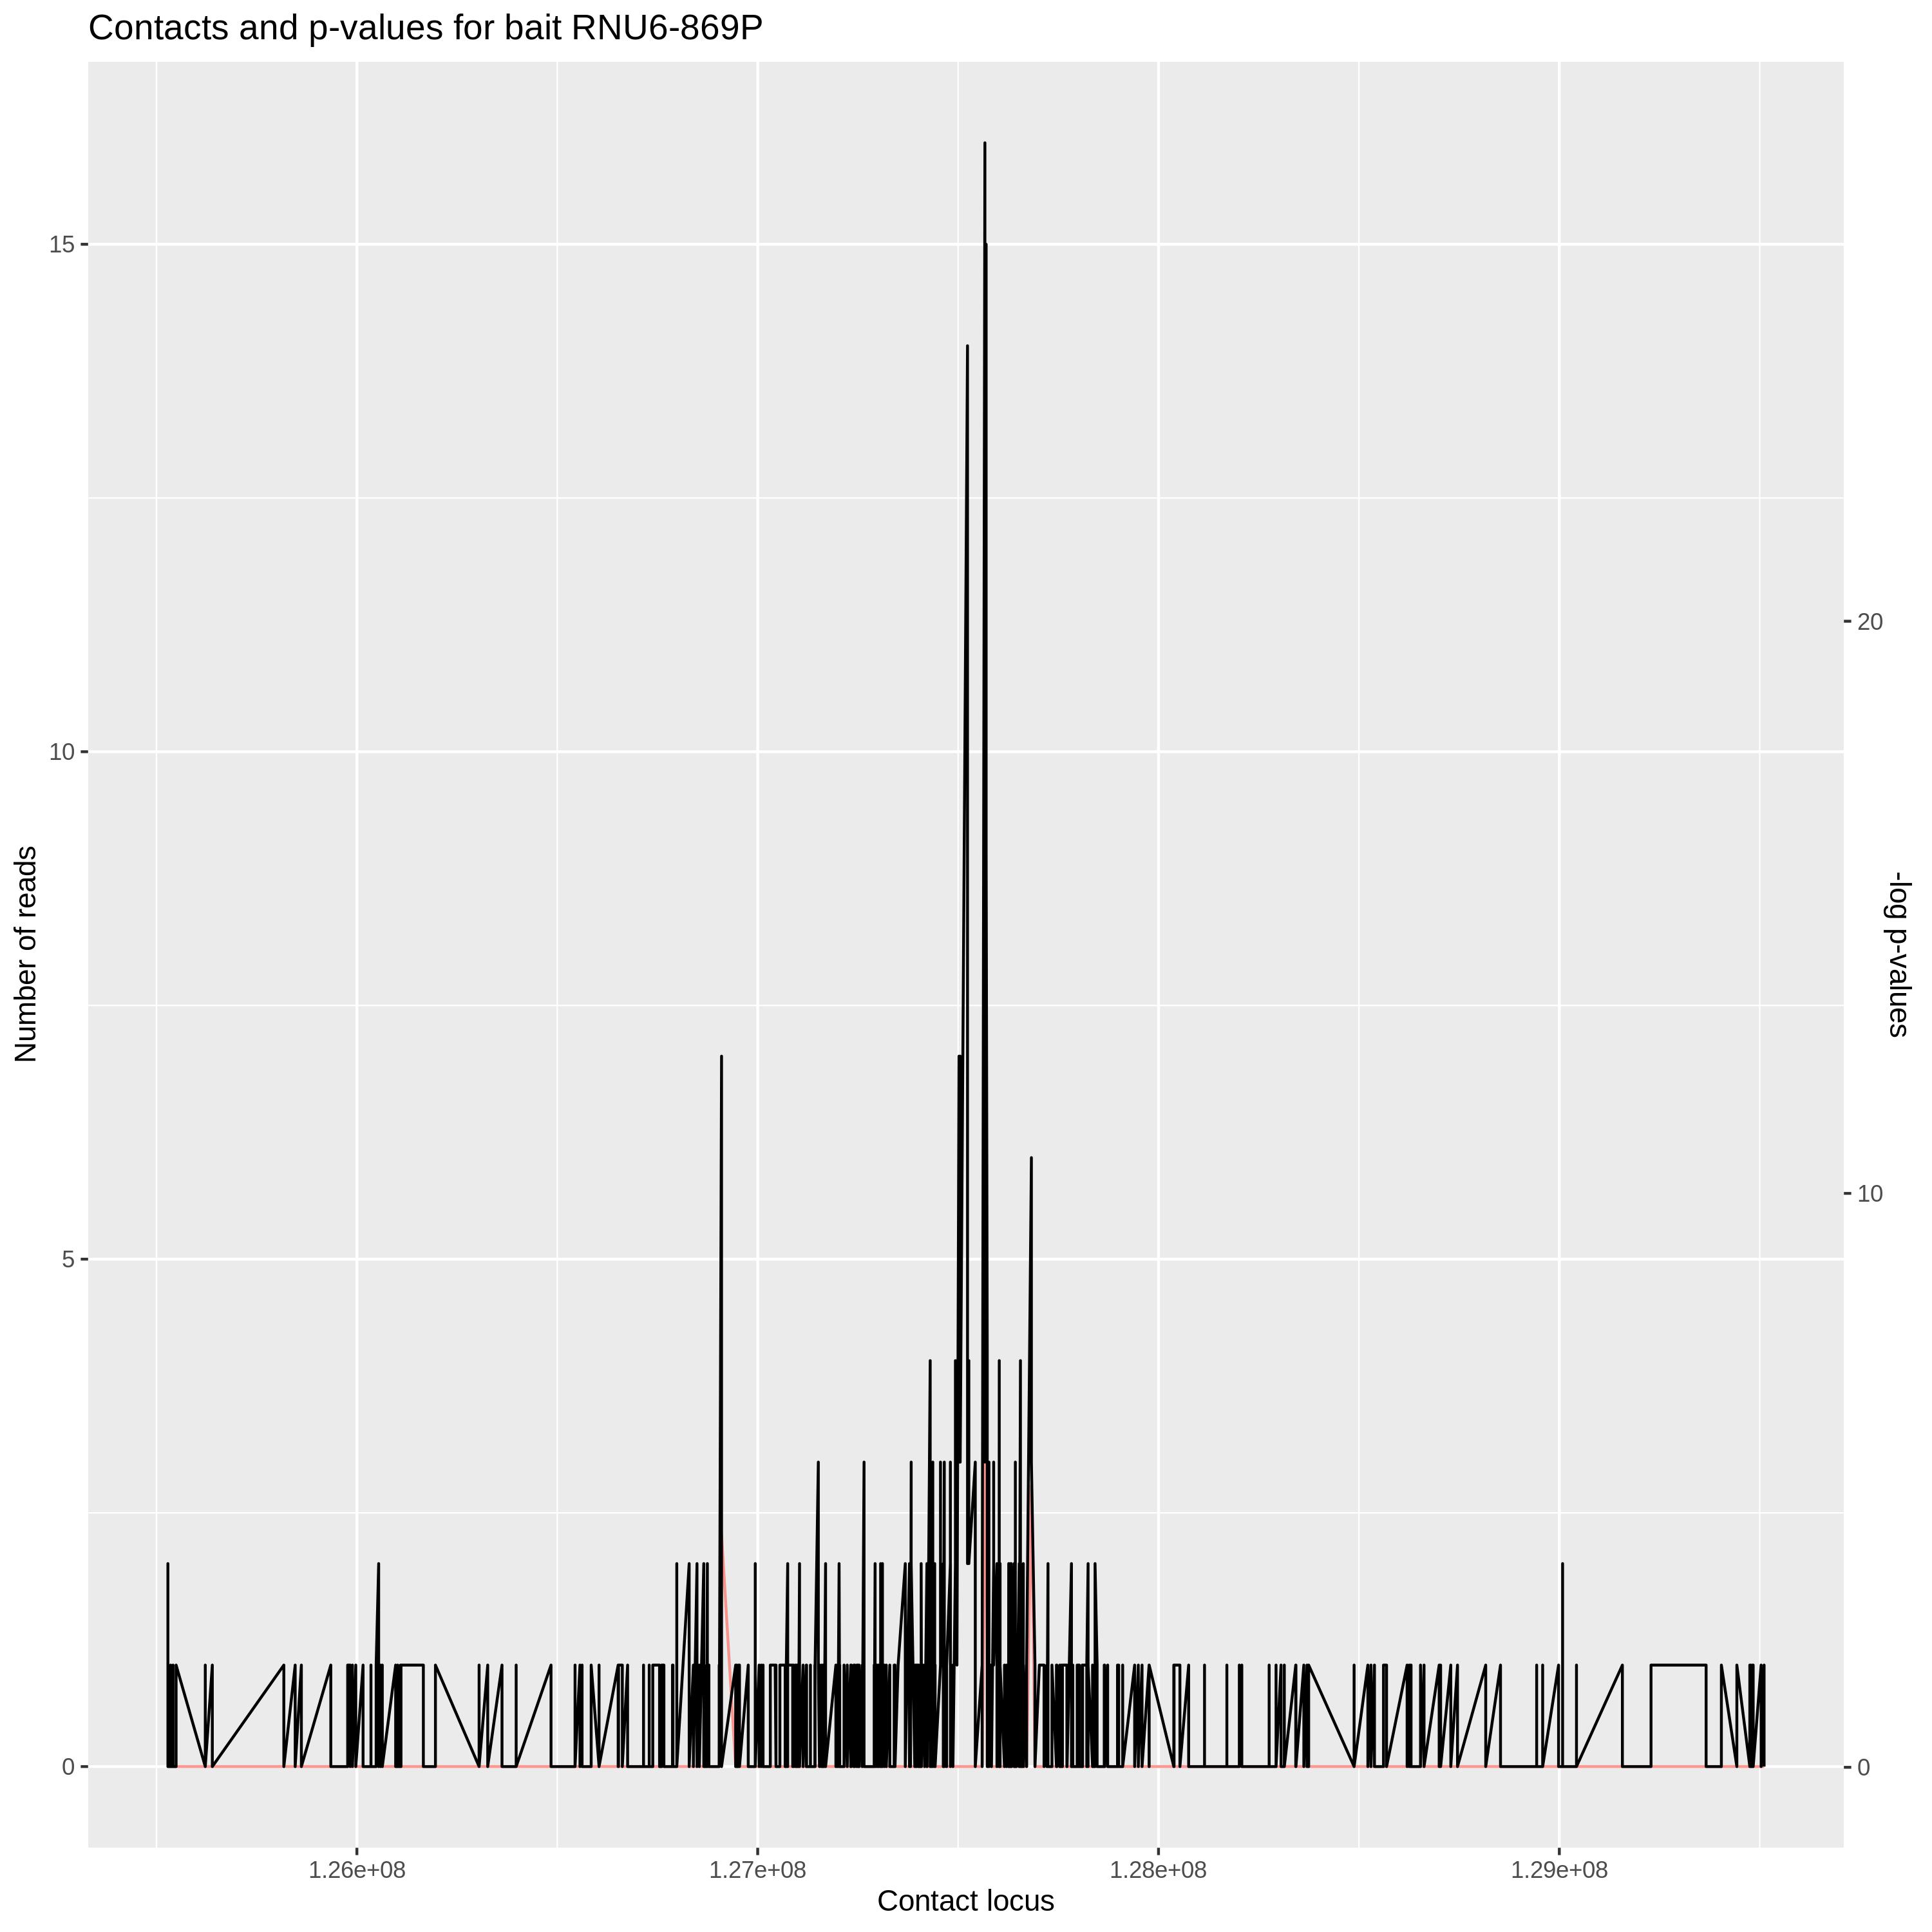 Contacts and p-values for bait RNU6-869P
15
10
5
0
Number of reads
20
10
0
-log p-values
1.26e+08
1.27e+08
1.28e+08
1.29e+08
Contact locus